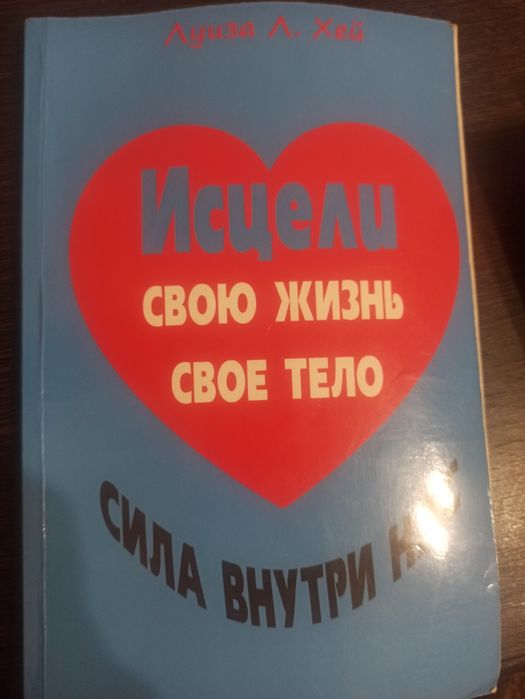 Луиза Л. Хей
Исцели
СВОЮ ЖИЗНЬ
СВОЕ ТЕЛО
СИЛА ВНУТРИ